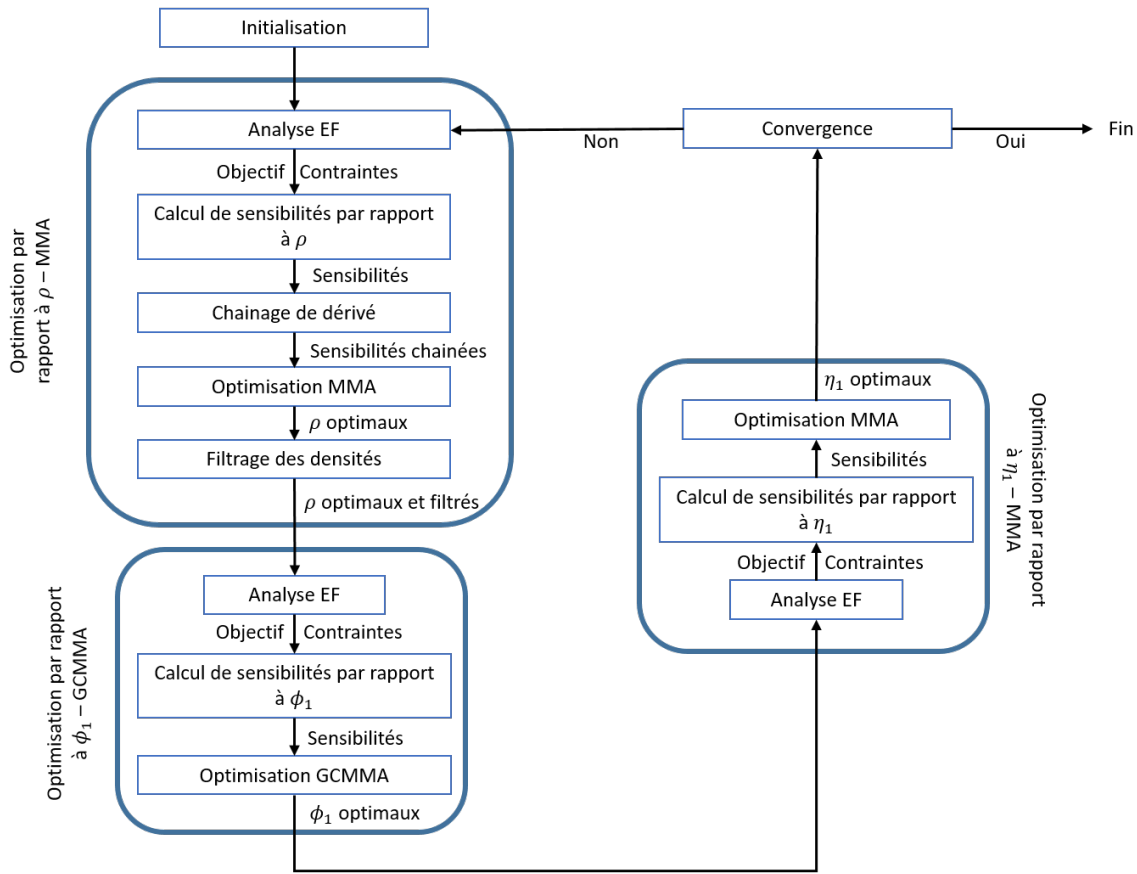 Initialisation
Optimisation par
rapport à ρ – MMA
Analyse EF
Objectif Contraintes
Calcul de sensibilités par rapport
à ρ
Sensibilités
Chainage de dérivé
Sensibilités chainées
Optimisation MMA
ρ optimaux
Filtrage des densités
ρ optimaux et filtrés
Optimisation par rapport
à ϕ₁ – GCMMA
Analyse EF
Objectif Contraintes
Calcul de sensibilités par rapport
à ϕ₁
Sensibilités
Optimisation GCMMA
ϕ₁ optimaux
Convergence
Non
Oui
Fin
η₁ optimaux
Optimisation MMA
Sensibilités
Calcul de sensibilités par rapport
à η₁
Objectif Contraintes
Analyse EF
Optimisation par rapport
à η₁ – MMA